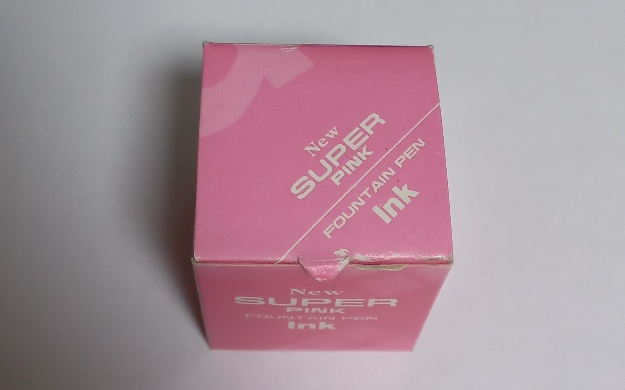 New
SUPER
PINK
FOUNTAIN PEN
Ink
New
SUPER
PINK
FOUNTAIN PEN
Ink